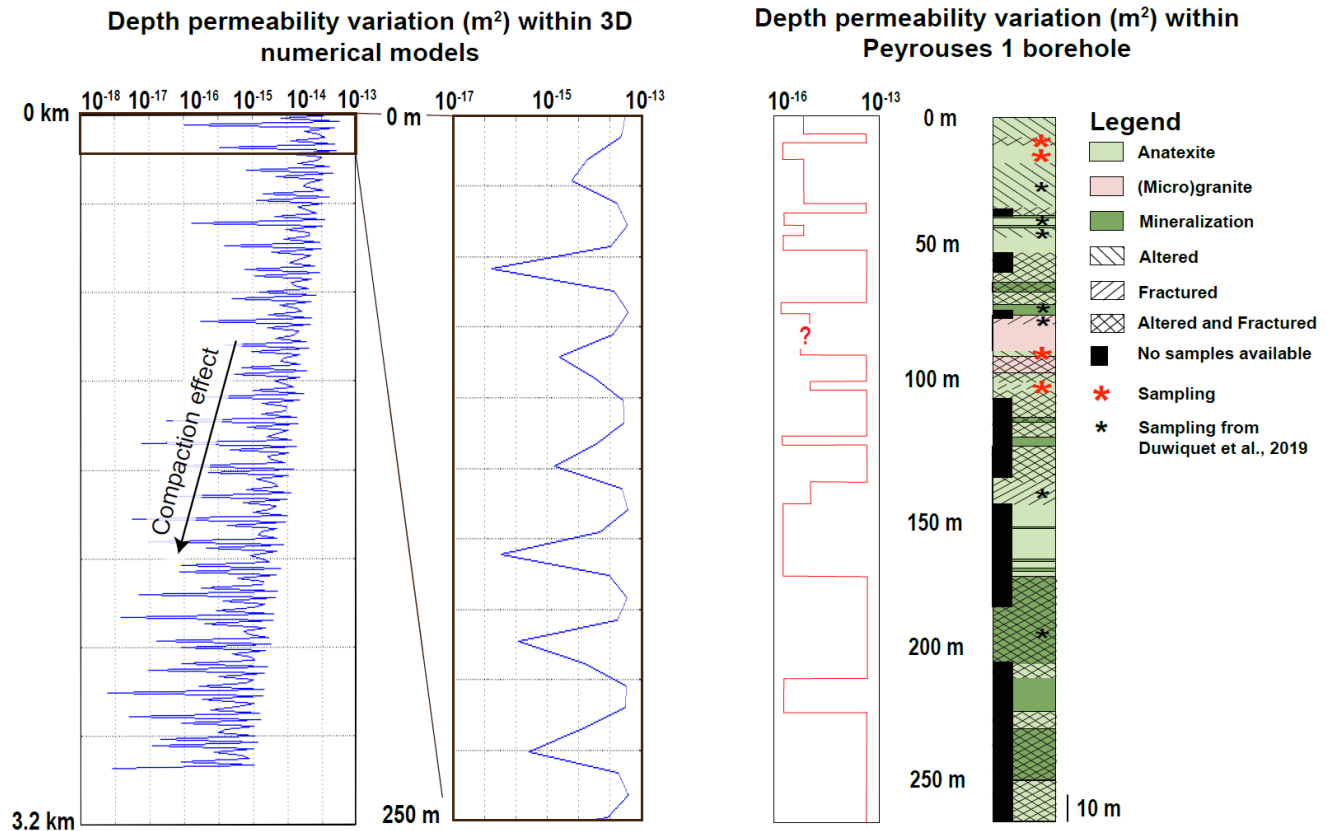 Depth permeability variation (m²) within 3D
numerical models
10⁻¹⁸ 10⁻¹⁷ 10⁻¹⁶ 10⁻¹⁵ 10⁻¹⁴ 10⁻¹³
0 km
Compaction effect
3.2 km
10⁻¹⁷ 10⁻¹⁵ 10⁻¹³
0 m
250 m
Depth permeability variation (m²) within
Peyrouses 1 borehole
10⁻¹⁶ 10⁻¹³
?
0 m
50 m
100 m
150 m
200 m
250 m
*
*
*
*
*
*
*
*
*
*
*
10 m
Legend
Anatexite
(Micro)granite
Mineralization
Altered
Fractured
Altered and Fractured
No samples available
* Sampling
* Sampling from
Duwiquet et al., 2019